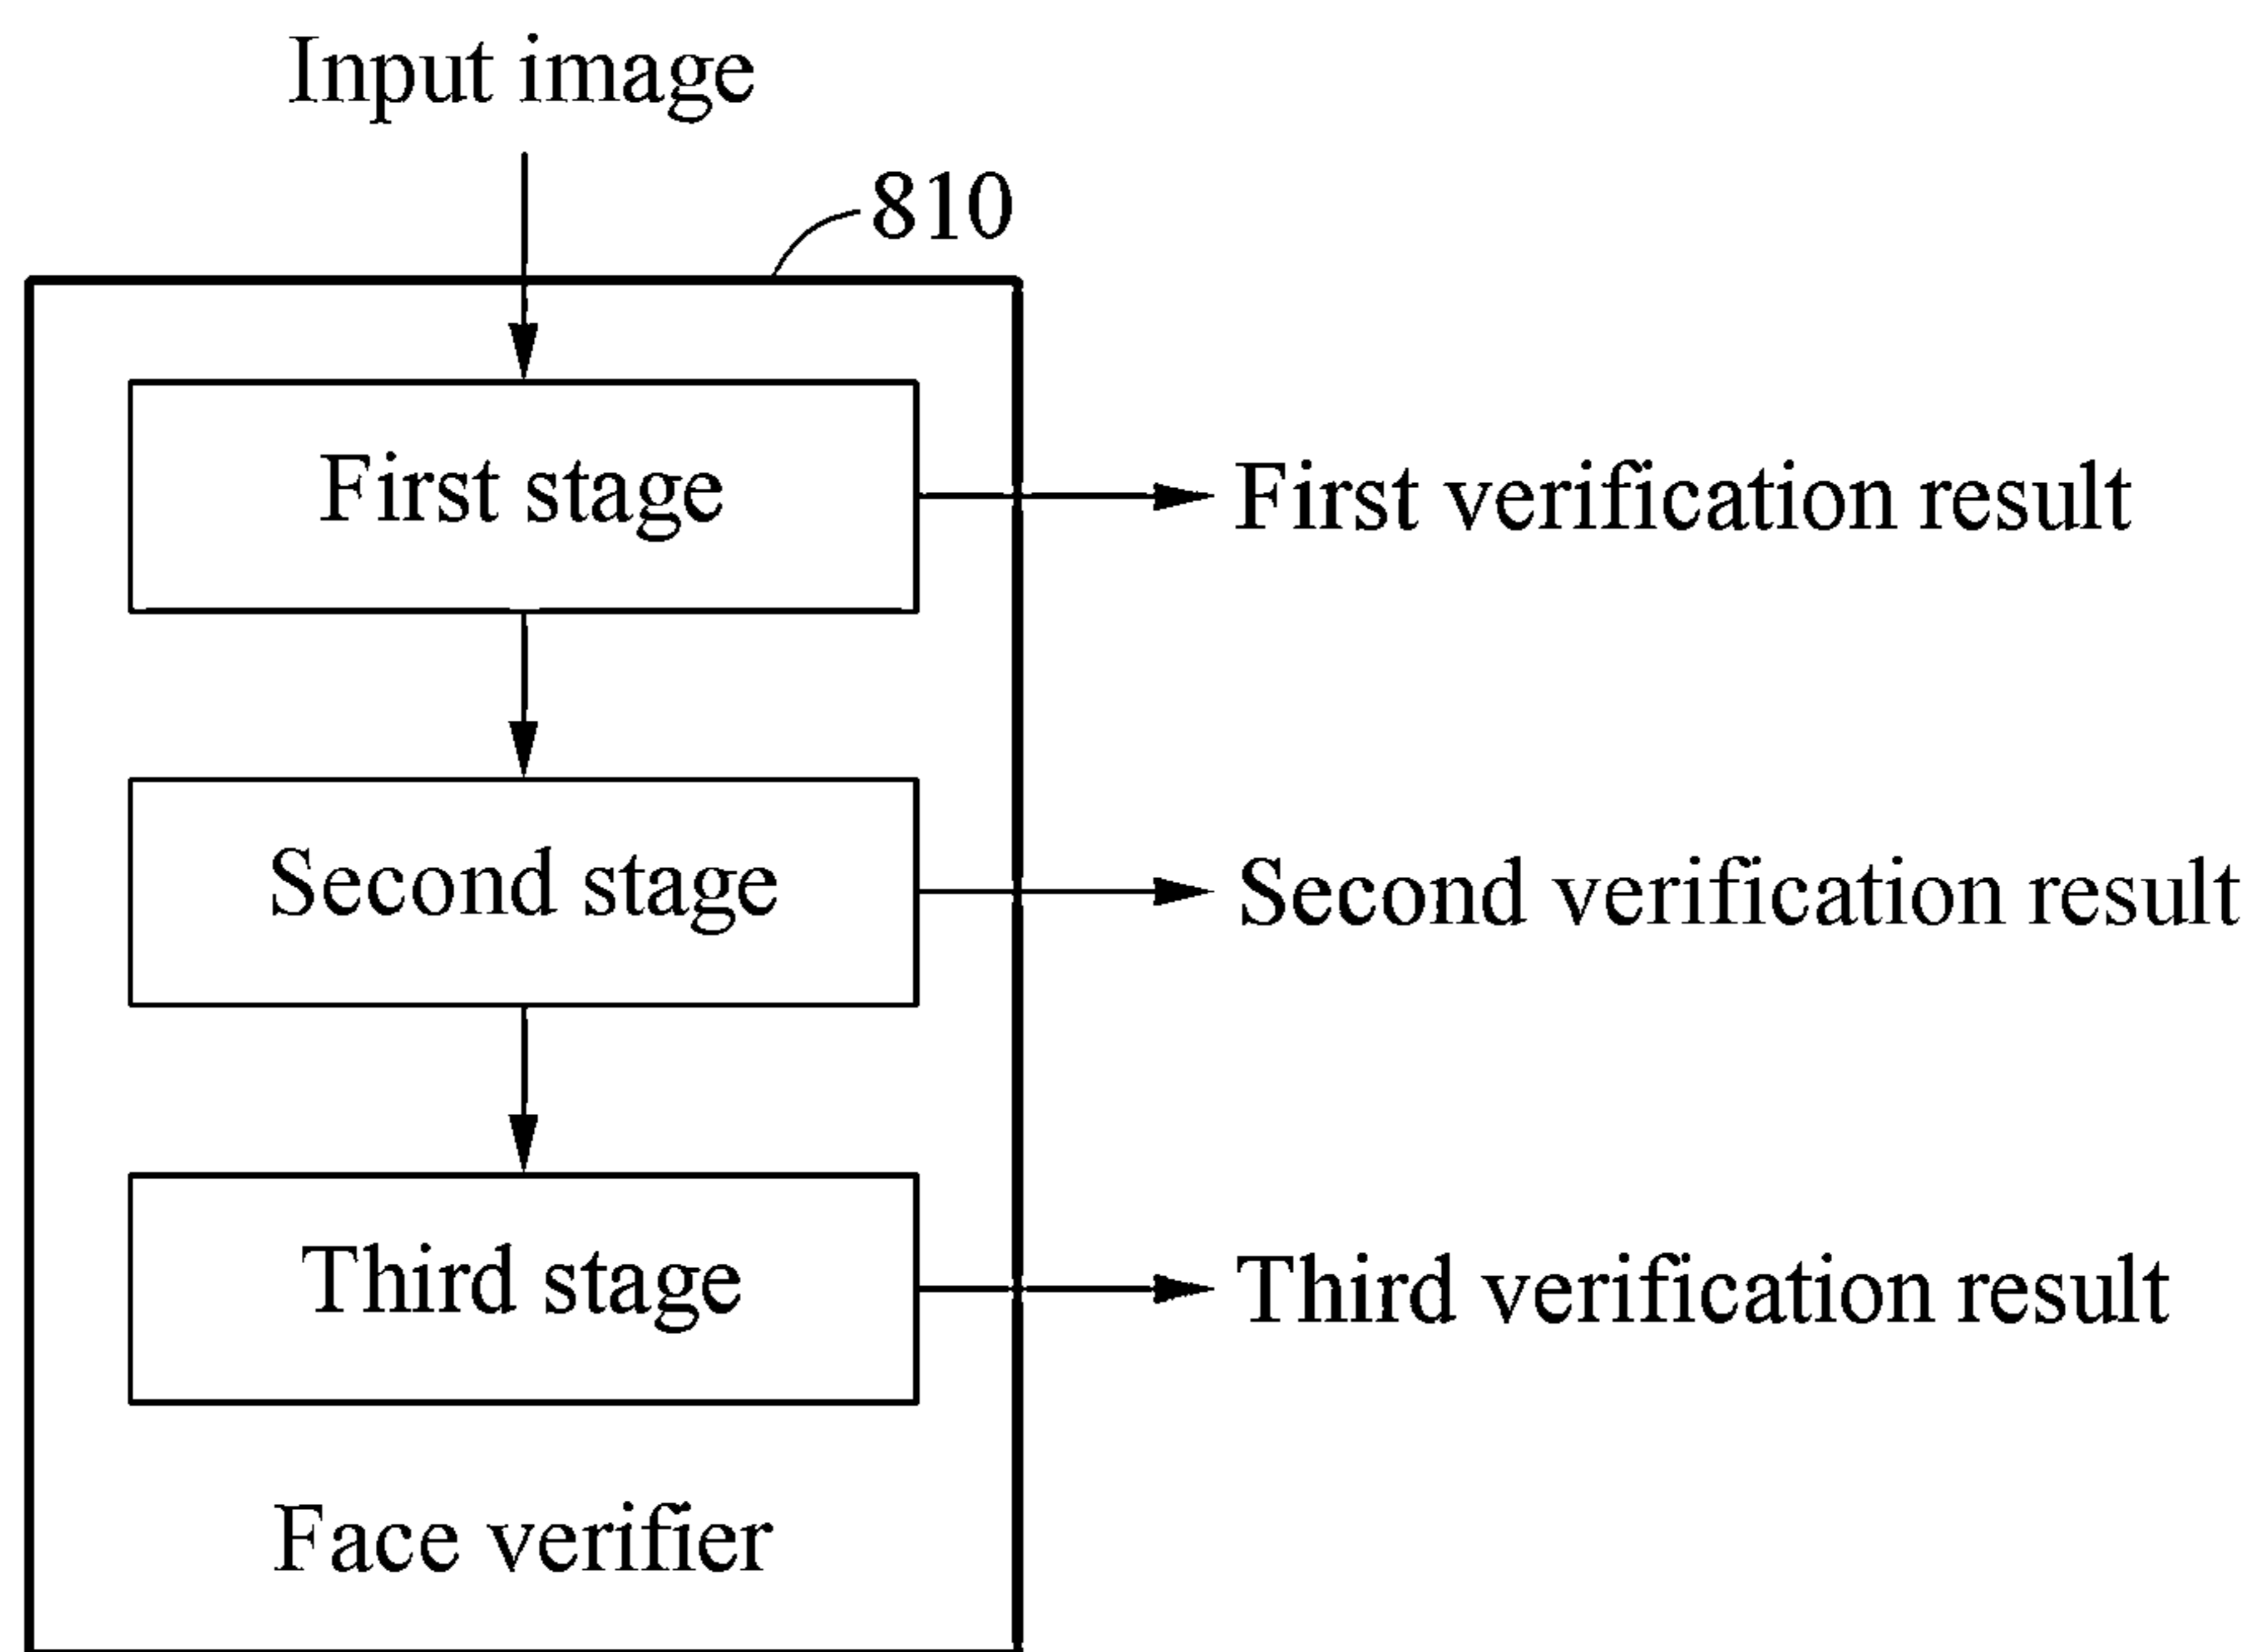 Input image
810
First stage
First verification result
Second stage
Second verification result
Third stage
Third verification result
Face verifier